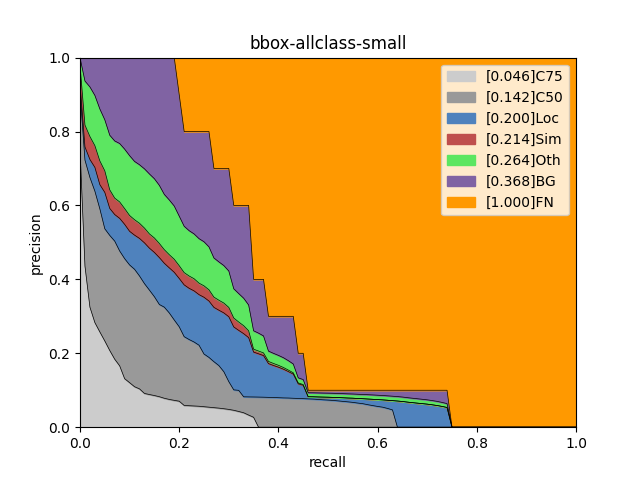 bbox-allclass-small
1.0
0.8
0.6
0.4
0.2
0.0
precision
[0.046]C75
[0.142]C50
[0.200]Loc
[0.214]Sim
[0.264]Oth
[0.368]BG
[1.000]FN
0.0 0.2 0.4 0.6 0.8 1.0
recall